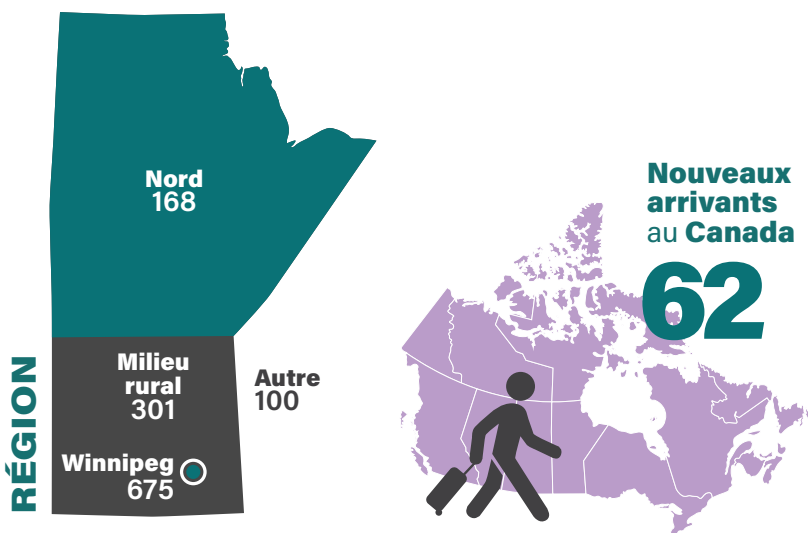 RÉGION
Nord
168
Milieu
rural
301
Autre
100
Winnipeg
675
Nouveaux
arrivants
au Canada
62